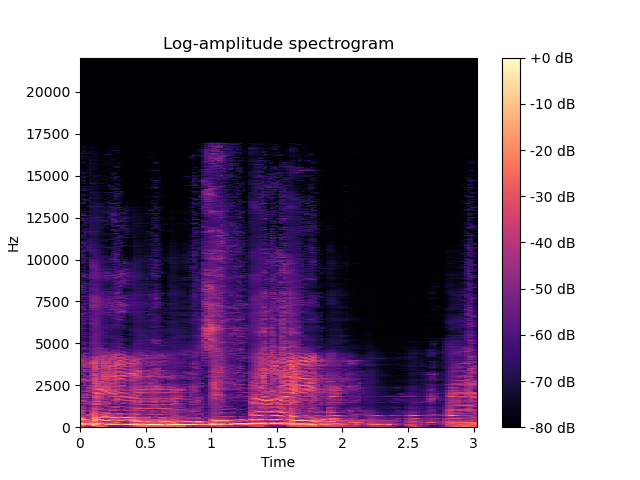 Log-amplitude spectrogram
+0 dB
20000
-10 dB
17500
-20 dB
15000
-30 dB
12500
Hz
-40 dB
10000
-50 dB
7500
-60 dB
5000
-70 dB
2500
0
-80 dB
0 0.5 1 1.5 2 2.5 3
Time